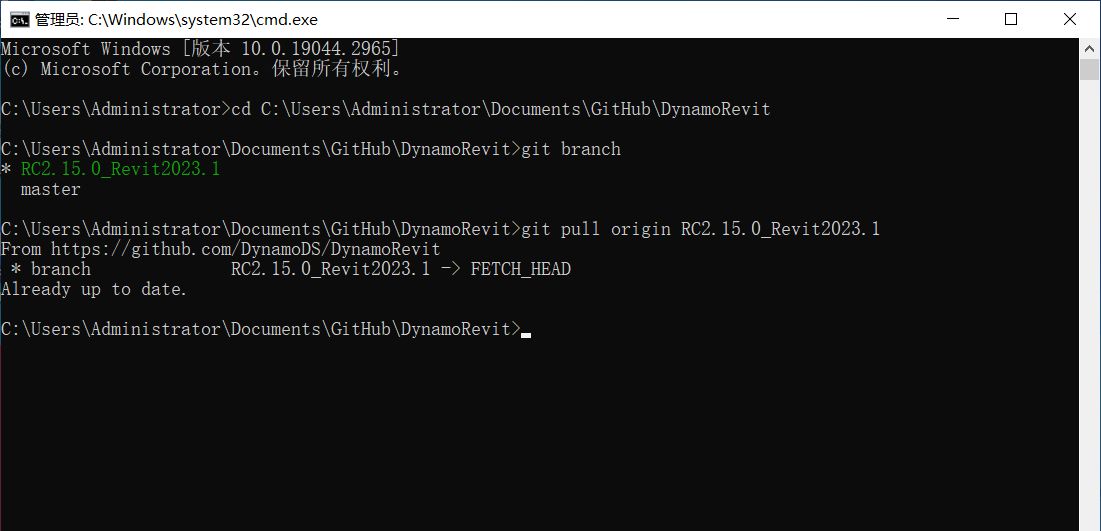 管理员: C:\Windows\system32\cmd.exe
Microsoft Windows [版本 10.0.19044.2965]
(c) Microsoft Corporation。保留所有权利。
C:\Users\Administrator>cd C:\Users\Administrator\Documents\GitHub\DynamoRevit
C:\Users\Administrator\Documents\GitHub\DynamoRevit>git branch
* RC2.15.0_Revit2023.1
  master
C:\Users\Administrator\Documents\GitHub\DynamoRevit>git pull origin RC2.15.0_Revit2023.1
From https://github.com/DynamoDS/DynamoRevit
 * branch              RC2.15.0_Revit2023.1 -> FETCH_HEAD
Already up to date.
C:\Users\Administrator\Documents\GitHub\DynamoRevit>